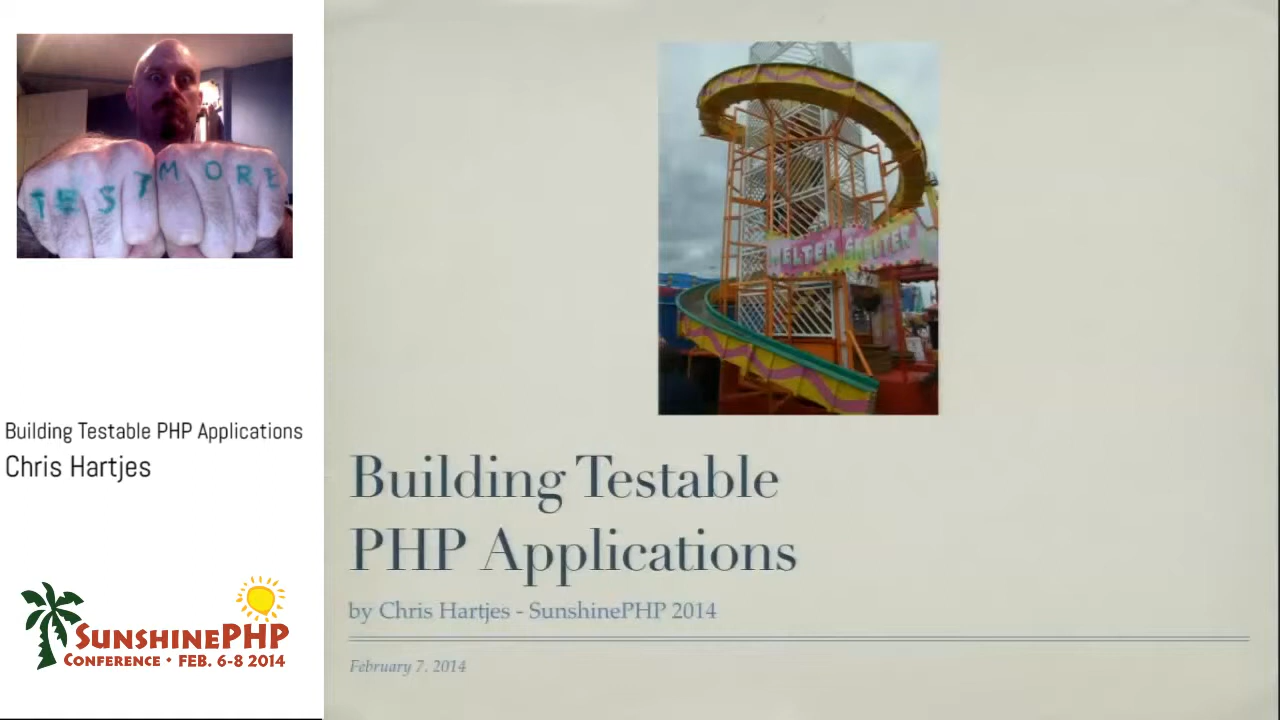 TEST MORE
Building Testable PHP Applications
Chris Hartjes
SUNSHINEPHP
CONFERENCE • FEB. 6-8 2014
HELTER SKELTER
Building Testable
PHP Applications
by Chris Hartjes - SunshinePHP 2014
February 7, 2014